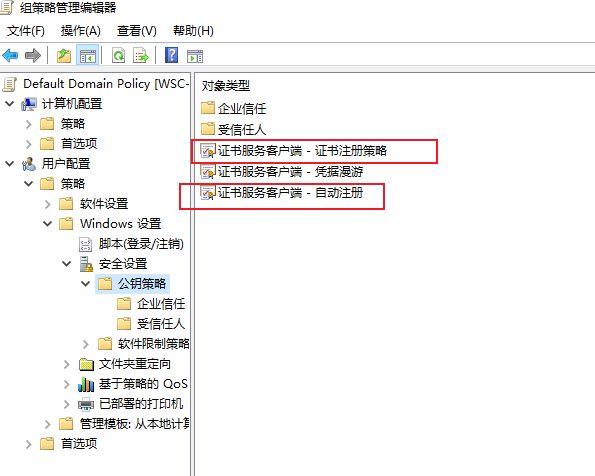 组策略管理编辑器
文件(F) 操作(A) 查看(V) 帮助(H)
Default Domain Policy [WSC-
计算机配置
策略
首选项
用户配置
策略
软件设置
Windows 设置
脚本(登录/注销)
安全设置
公钥策略
企业信任
受信任人
软件限制策略
文件夹重定向
基于策略的 QoS
已部署的打印机
管理模板: 从本地计算
首选项
对象类型
企业信任
受信任人
证书服务客户端 - 证书注册策略
证书服务客户端 - 凭据漫游
证书服务客户端 - 自动注册